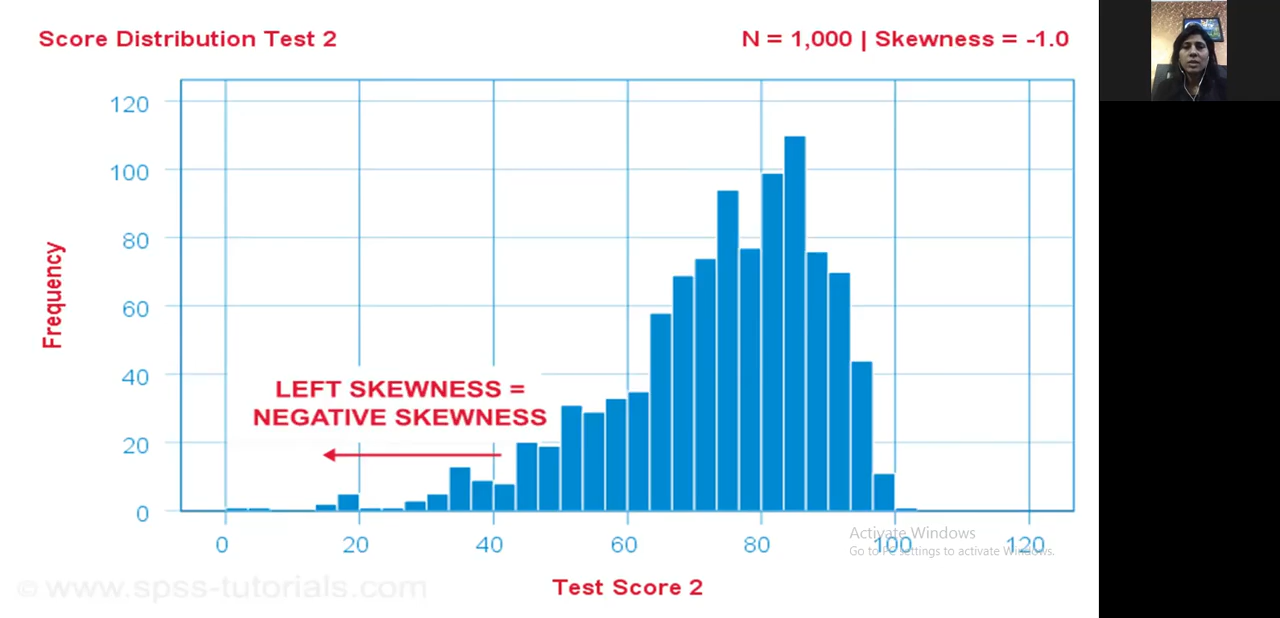 Score Distribution Test 2
N = 1,000 | Skewness = -1.0
120
100
80
60
40
20
0
Frequency
LEFT SKEWNESS =
NEGATIVE SKEWNESS
0 20 40 60 80 100 120
Activate Windows
Go to PC settings to activate Windows.
Test Score 2
© www.spss-tutorials.com